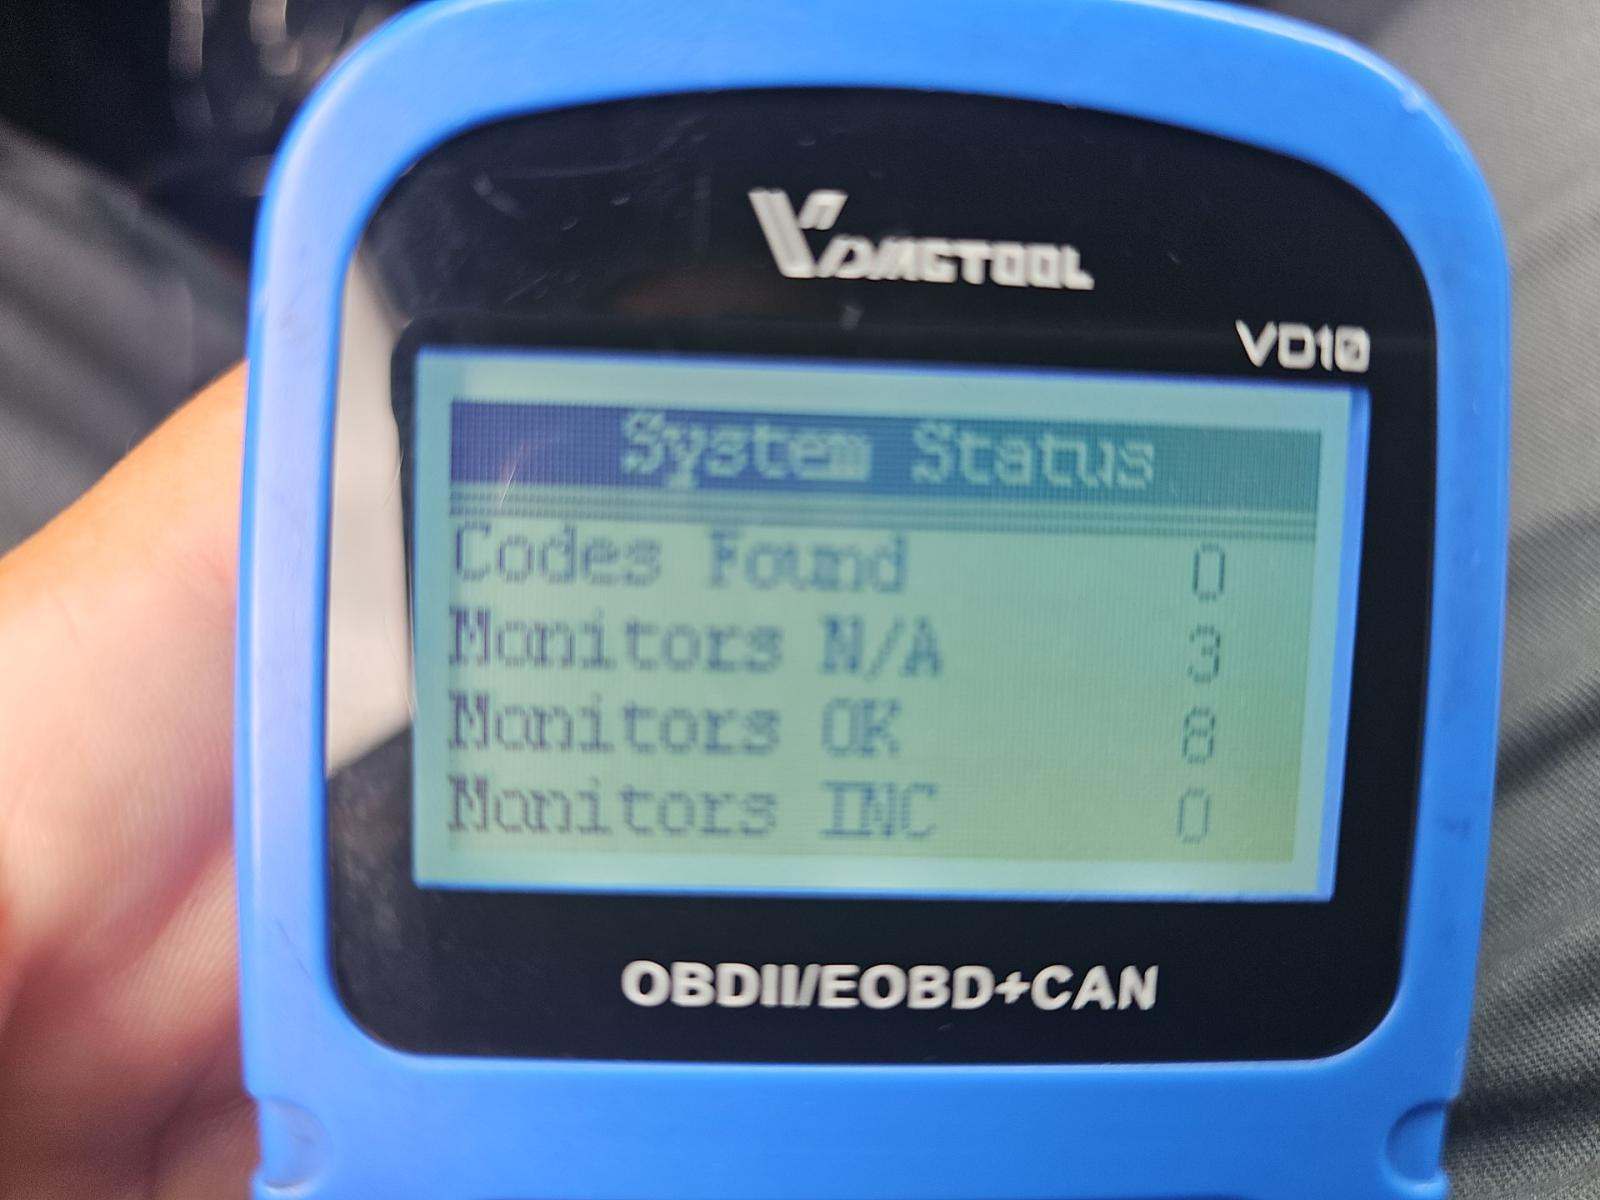 VDIAGTOOL
VD10
System Status
Codes Found 0
Monitors N/A 3
Monitors OK 8
Monitors INC 0
OBDII/EOBD+CAN